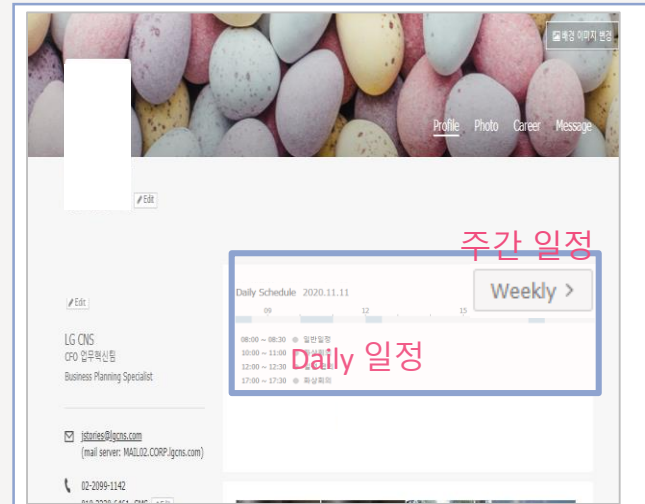 배경 이미지 변경
Profile Photo Career Message
Edit
주간 일정
Daily Schedule 2020.11.11
Weekly >
09 12 15
Edit
08:00 ~ 08:30 일반일정
10:00 ~ 11:00
Daily 일정
12:00 ~ 12:30
17:00 ~ 17:30 화상회의
LG CNS
CFO 업무혁신팀
Business Planning Specialist
jstories@lgcns.com
(mail server: MAIL02.CORP.lgcns.com)
02-2099-1142